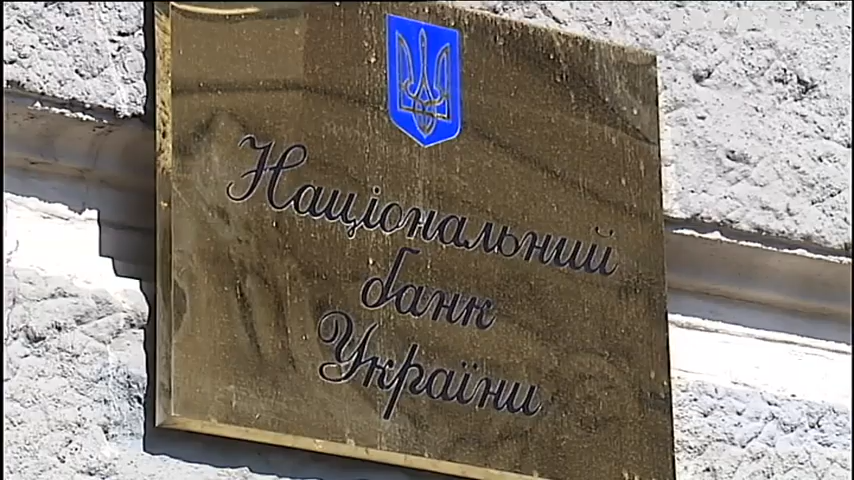 Національний
банк
України